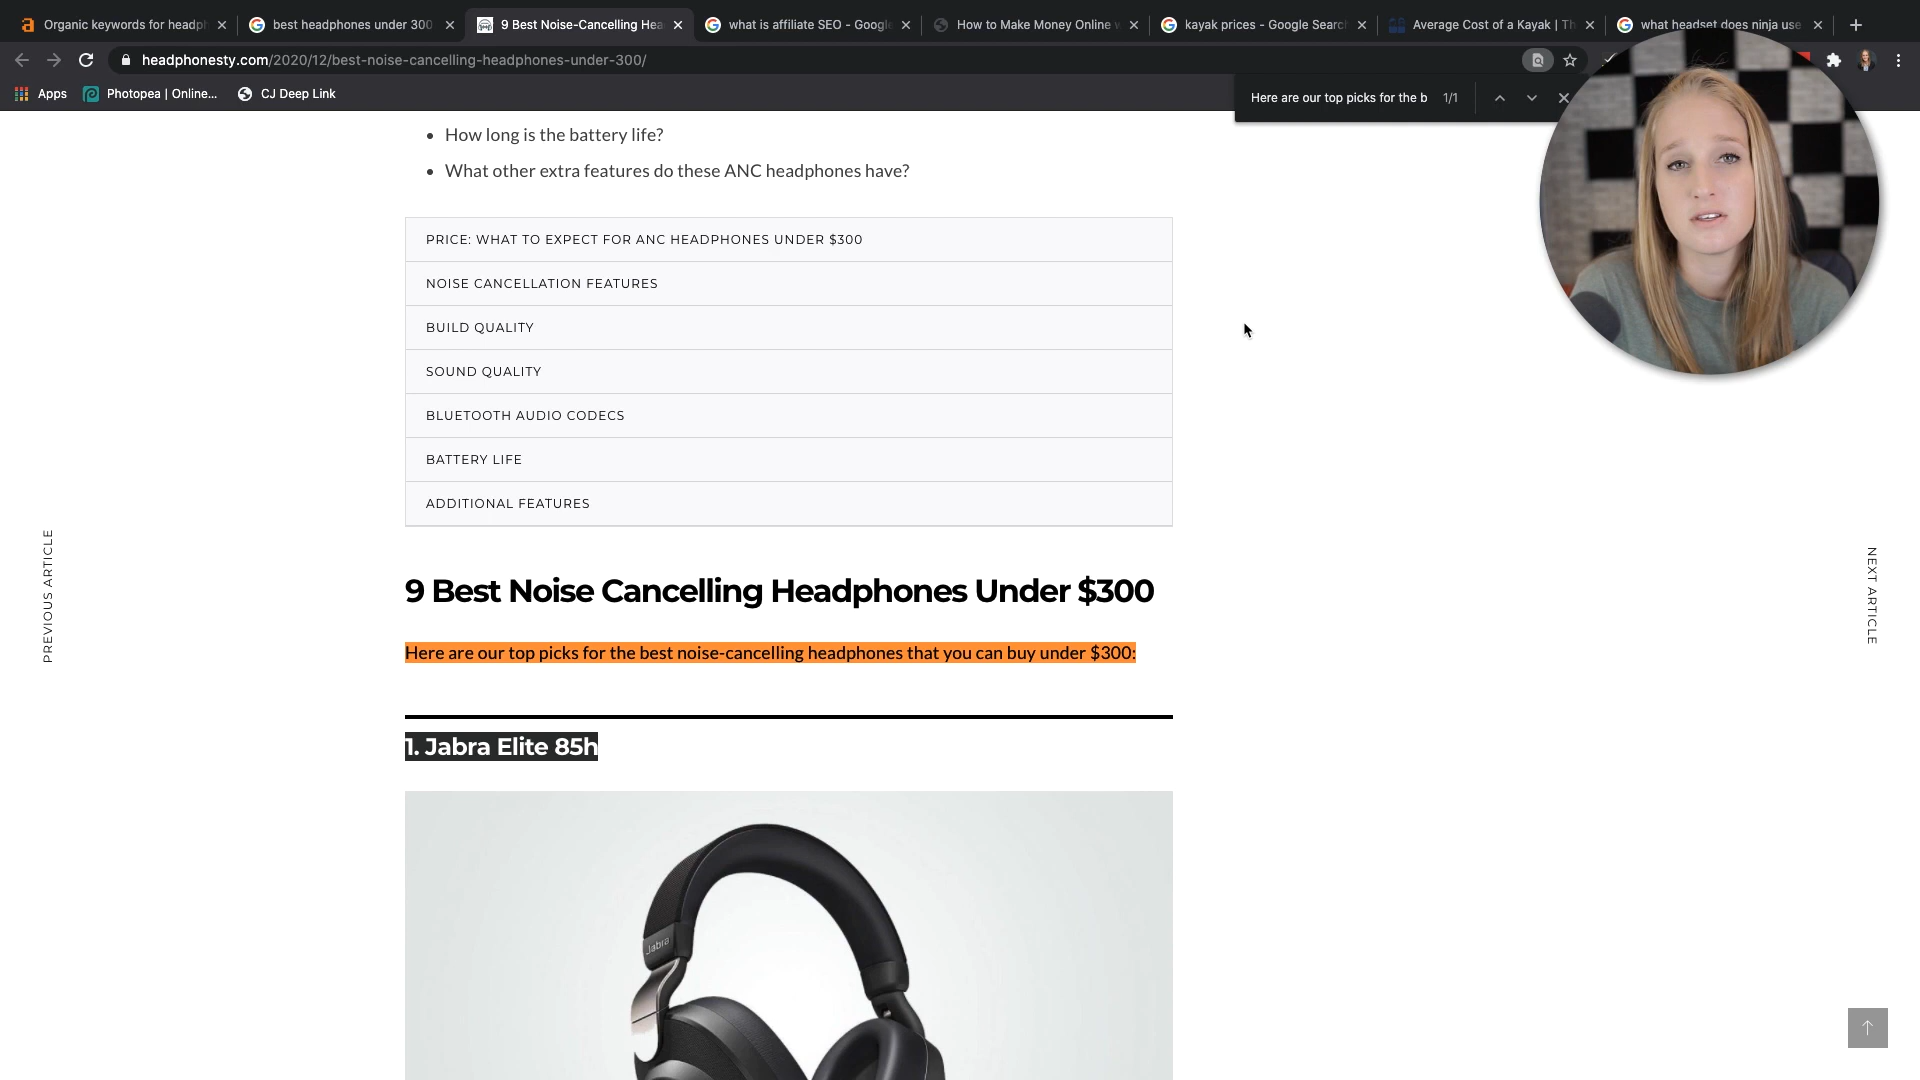 Organic keywords for headph
best headphones under 300
9 Best Noise-Cancelling Hea
what is affiliate SEO - Google
How to Make Money Online w
kayak prices - Google Search
Average Cost of a Kayak | Th
what headset does ninja use
headphonesty.com/2020/12/best-noise-cancelling-headphones-under-300/
Apps
Photopea | Online...
CJ Deep Link
Here are our top picks for the b
1/1
How long is the battery life?
What other extra features do these ANC headphones have?
PRICE: WHAT TO EXPECT FOR ANC HEADPHONES UNDER $300
NOISE CANCELLATION FEATURES
BUILD QUALITY
SOUND QUALITY
BLUETOOTH AUDIO CODECS
BATTERY LIFE
ADDITIONAL FEATURES
PREVIOUS ARTICLE
NEXT ARTICLE
9 Best Noise Cancelling Headphones Under $300
Here are our top picks for the best noise-cancelling headphones that you can buy under $300:
1. Jabra Elite 85h
Jabra